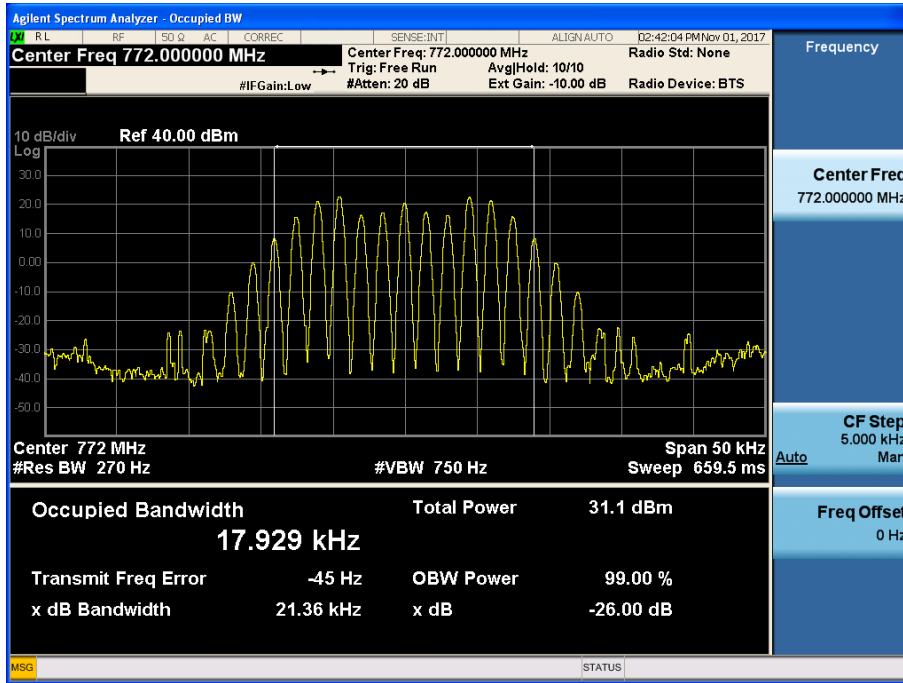 Agilent Spectrum Analyzer - Occupied BW
LXI RL RF 50 Ω AC CORREC SENSE:INT ALIGN AUTO 02:42:04 PM Nov 01, 2017
Center Freq 772.000000 MHz
Center Freq: 772.000000 MHz Radio Std: None
Trig: Free Run Avg|Hold: 10/10
#IFGain:Low #Atten: 20 dB Ext Gain: -10.00 dB Radio Device: BTS
10 dB/div Ref 40.00 dBm
Log
30.0
20.0
10.0
0.00
-10.0
-20.0
-30.0
-40.0
-50.0
Center 772 MHz Span 50 kHz
#Res BW 270 Hz #VBW 750 Hz Sweep 659.5 ms
Occupied Bandwidth Total Power 31.1 dBm
17.929 kHz
Transmit Freq Error -45 Hz OBW Power 99.00 %
x dB Bandwidth 21.36 kHz x dB -26.00 dB
MSG STATUS
Frequency
Center Freq
772.000000 MHz
CF Step
5.000 kHz
Auto Man
Freq Offset
0 Hz